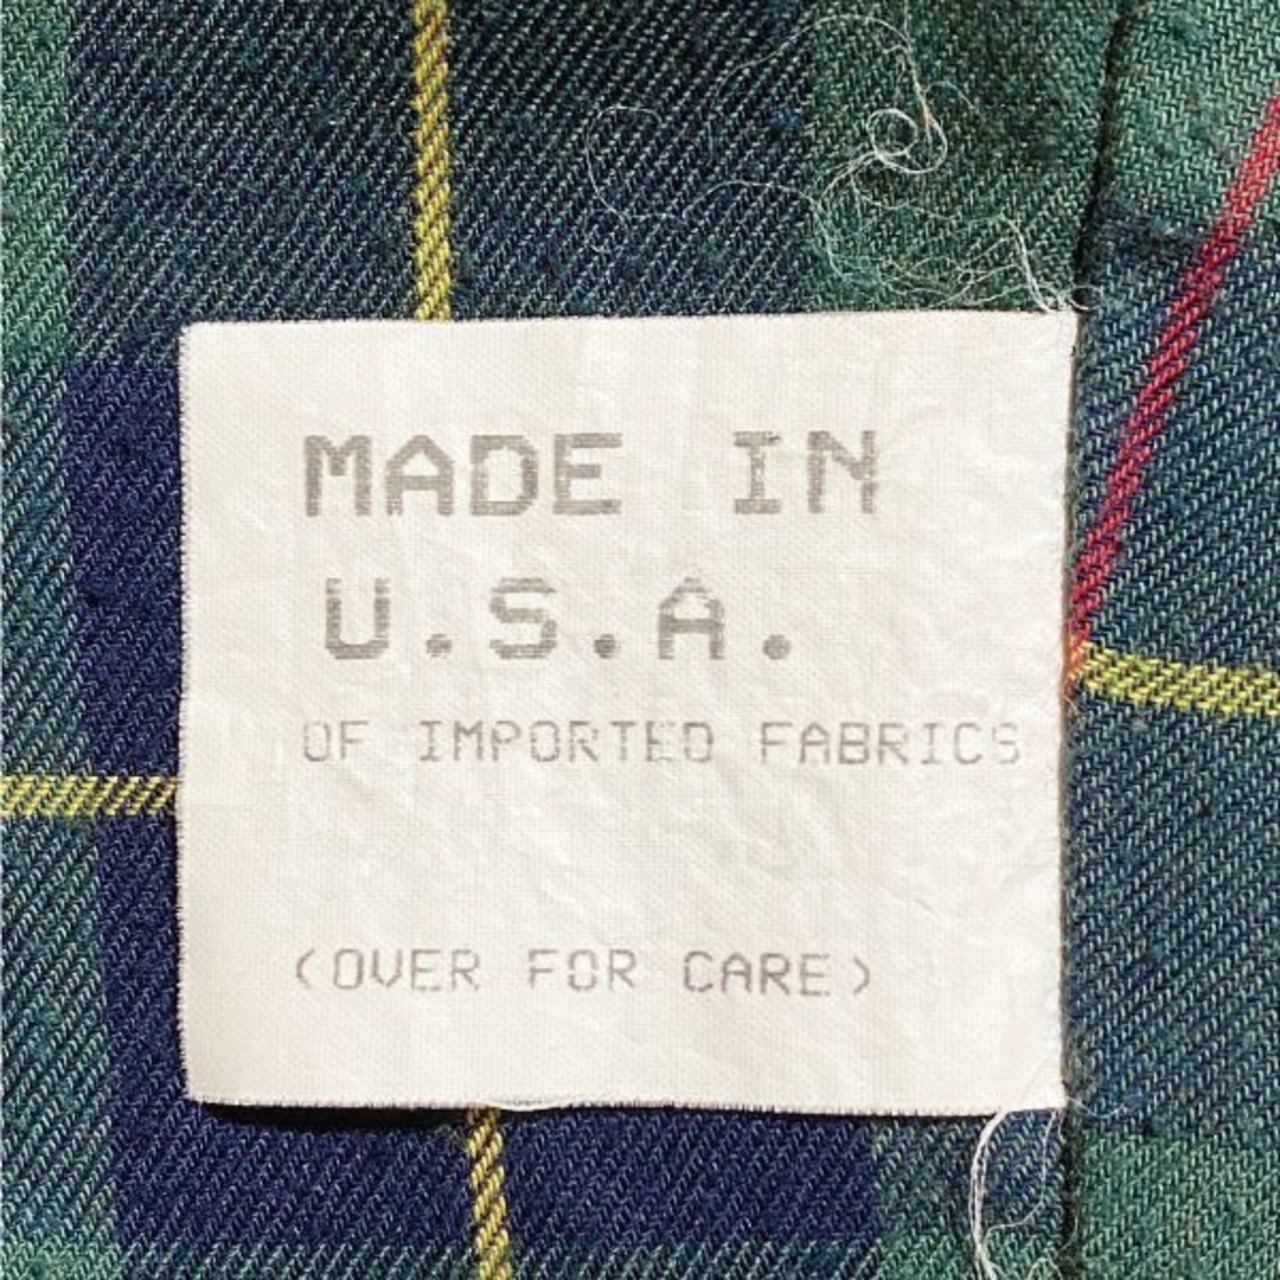 MADE IN
U.S.A.
OF IMPORTED FABRICS
(OVER FOR CARE)